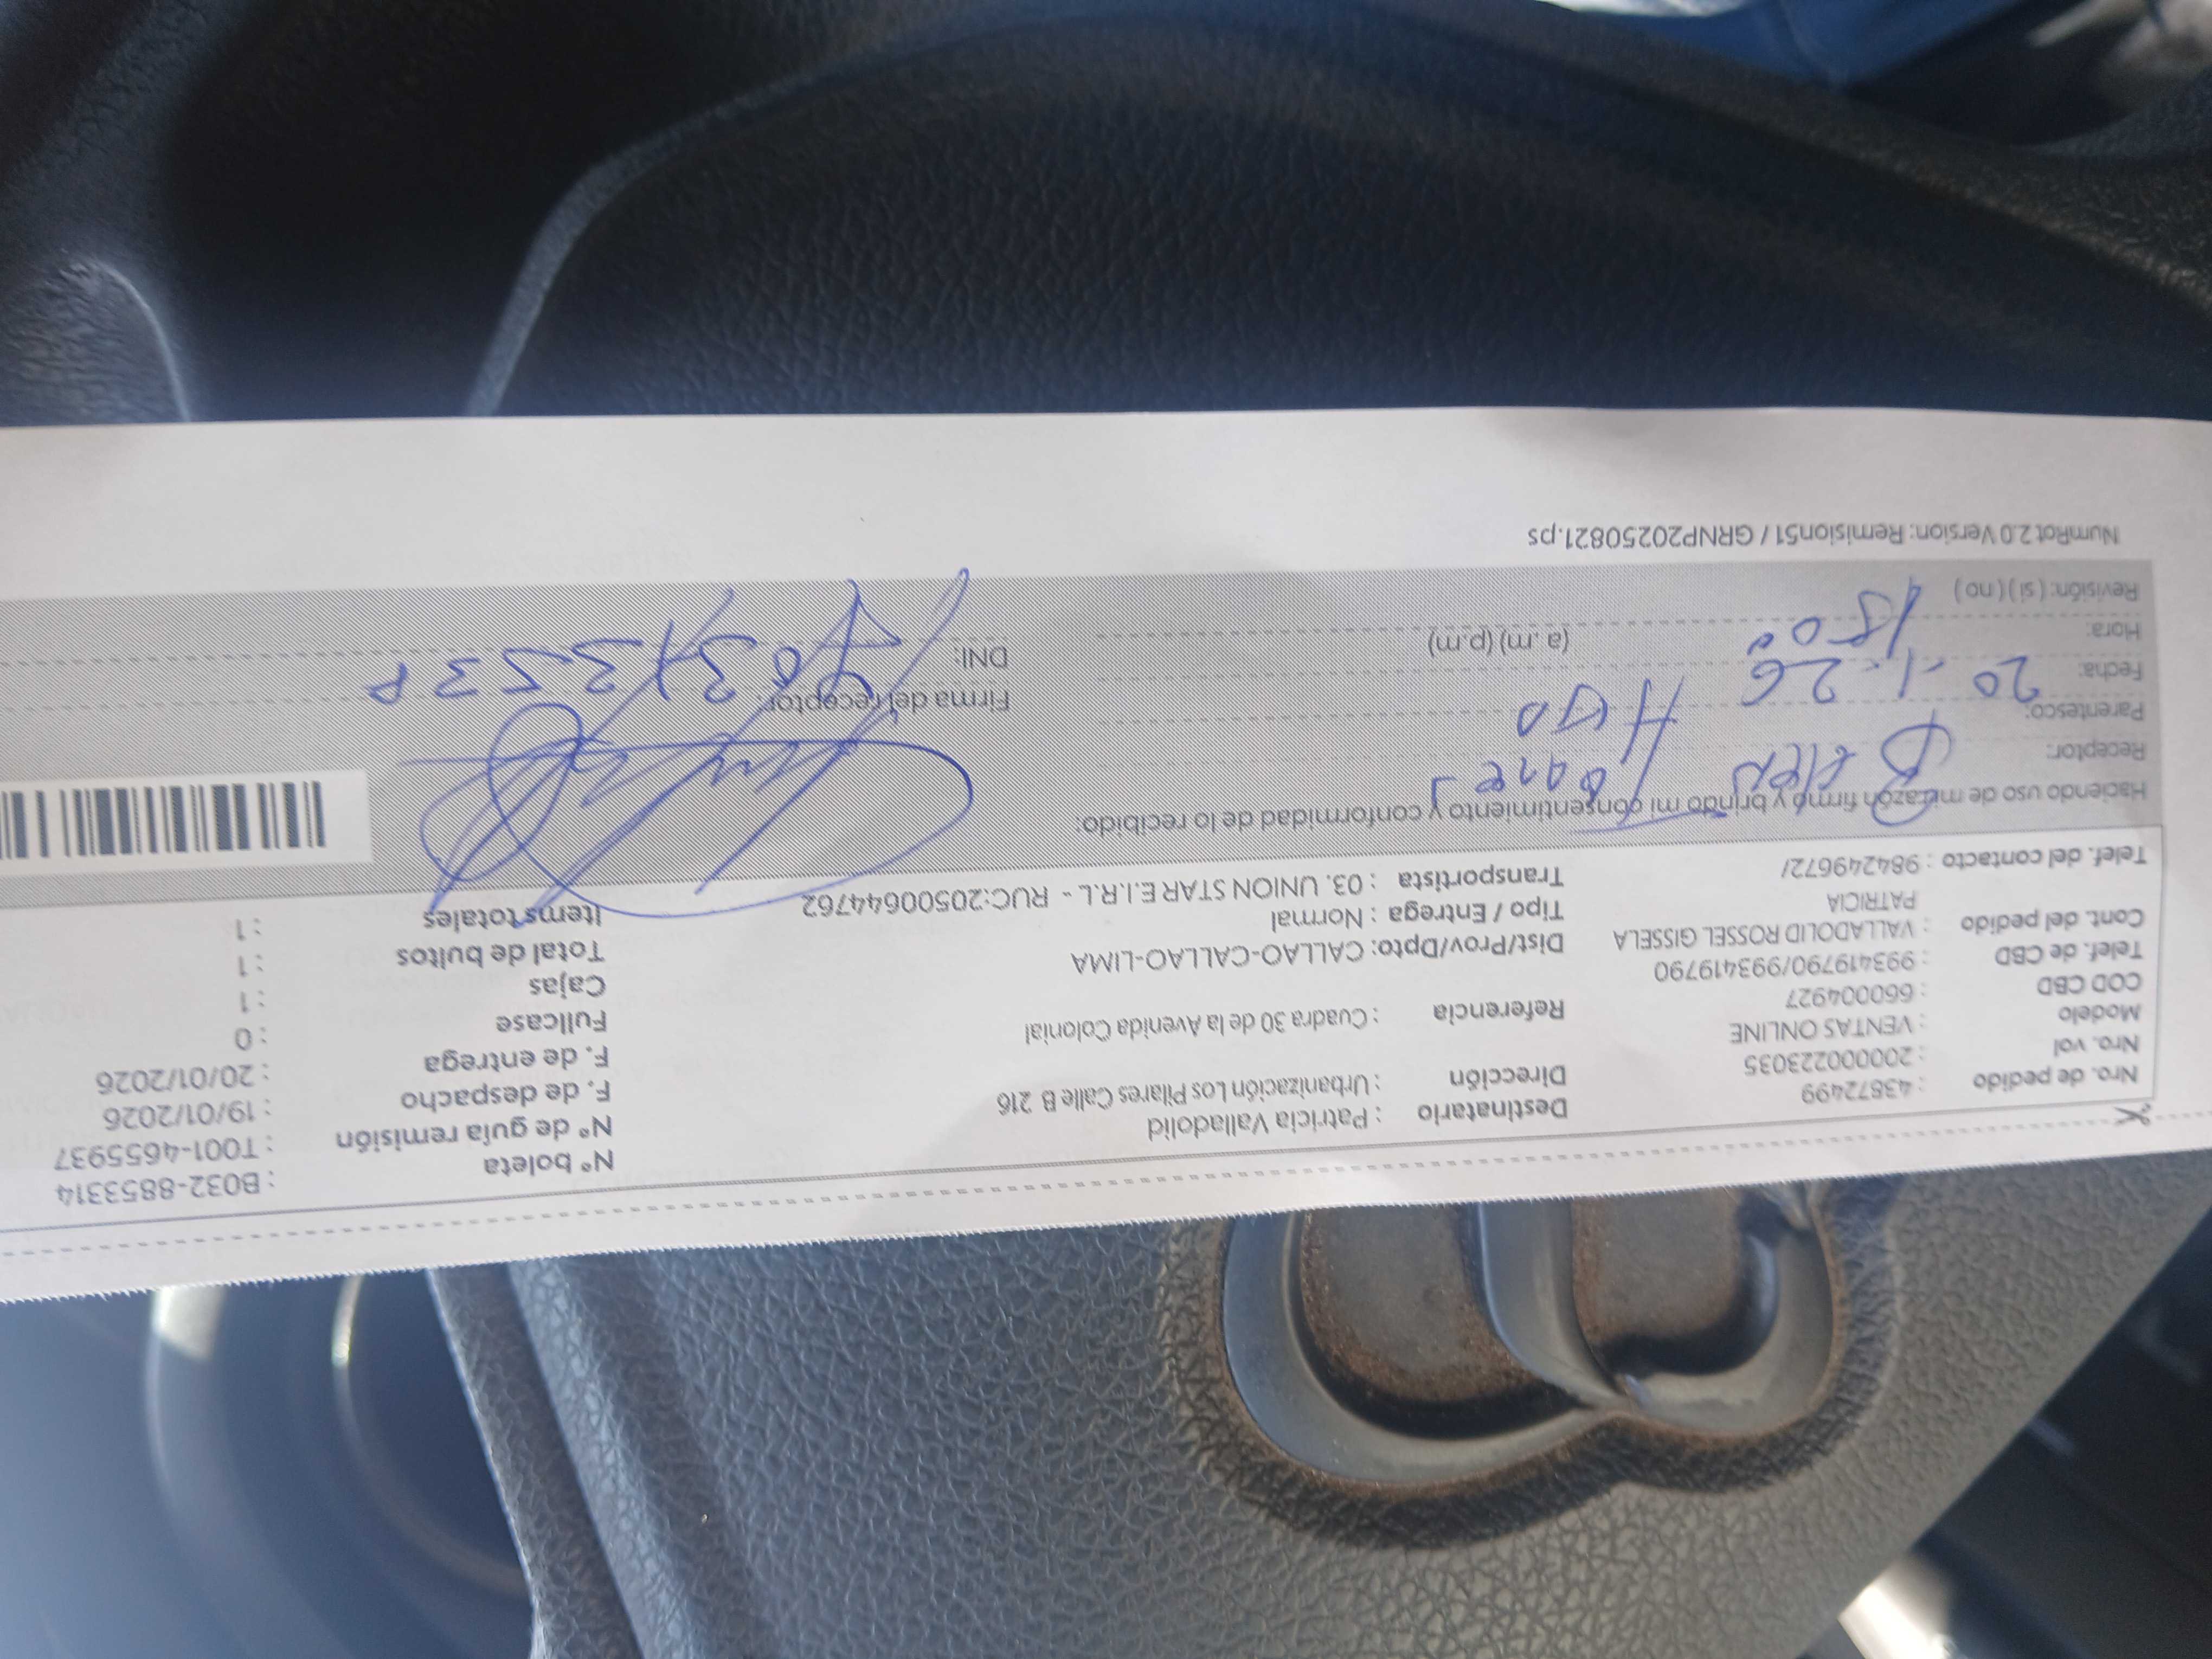 Nro. de pedido : 43872499
Nro. vol : 20000223035
Modelo : VENTAS ONLINE
COD CBD : 660004927
Telef. de CBD : 993419790/993419790
Cont. del pedido : VALLADOLID ROSSEL GISSELA
PATRICIA
Telef. del contacto : 984249672/
Destinatario : Patricia Valladolid
Dirección : Urbanización Los Pilares Calle B 216
Referencia : Cuadra 30 de la Avenida Colonial
Dist/Prov/Dpto: CALLAO-CALLAO-LIMA
Tipo / Entrega : Normal
Transportista : 03. UNION STAR E.I.R.L - RUC:20500644762
N° boleta : B032-8853314
N° de guía remisión : T001-4655937
F. de despacho : 19/01/2026
F. de entrega : 20/01/2026
Fullcase : 0
Cajas : 1
Total de bultos : 1
Items totales : 1
Haciendo uso de mi razón firmo y brindo mi consentimiento y conformidad de lo recibido:
Receptor:
Parentesco:
Fecha: 20-1-26
Hora: 18:00 (a.m) (p.m)
Revisión: ( si ) ( no )
Firma del receptor:
DNI:
NumRot 2.0 Version: Remision51 / GRNP20250821.ps